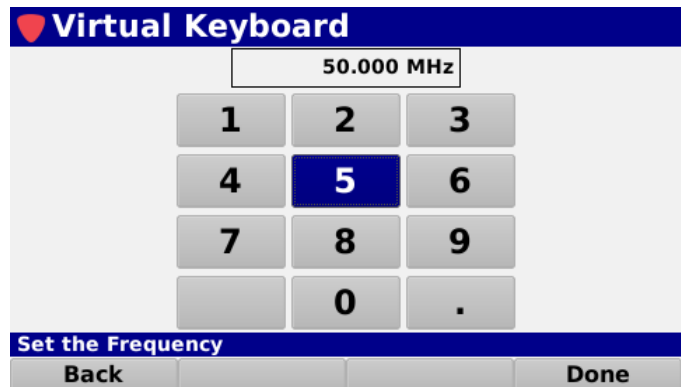 Virtual Keyboard
50.000 MHz
1 2 3
4 5 6
7 8 9
0 .
Set the Frequency
Back Done